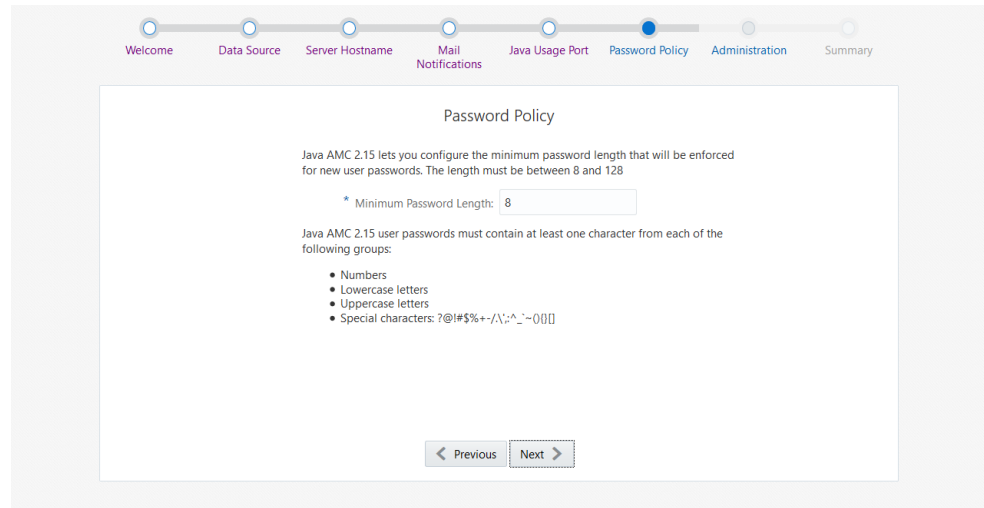 Welcome
Data Source
Server Hostname
Mail
Notifications
Java Usage Port
Password Policy
Administration
Summary
Password Policy
Java AMC 2.15 lets you configure the minimum password length that will be enforced
for new user passwords. The length must be between 8 and 128
* Minimum Password Length: 8
Java AMC 2.15 user passwords must contain at least one character from each of the
following groups:
• Numbers
• Lowercase letters
• Uppercase letters
• Special characters: ?@!#$%+-/.\',:^_`~(){}[]
Previous
Next